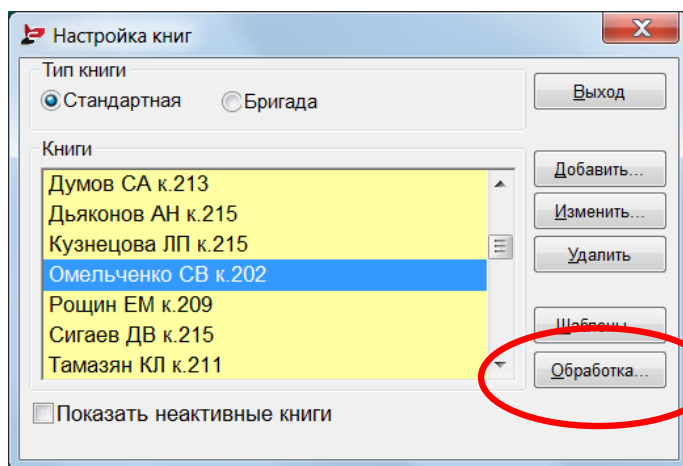 Настройка книг
Тип книги
Стандартная Бригада
Выход
Книги
Думов СА к.213
Дьяконов АН к.215
Кузнецова ЛП к.215
Омельченко СВ к.202
Рощин ЕМ к.209
Сигаев ДВ к.215
Тамазян КЛ к.211
Добавить...
Изменить...
Удалить
Шаблоны...
Обработка...
Показать неактивные книги